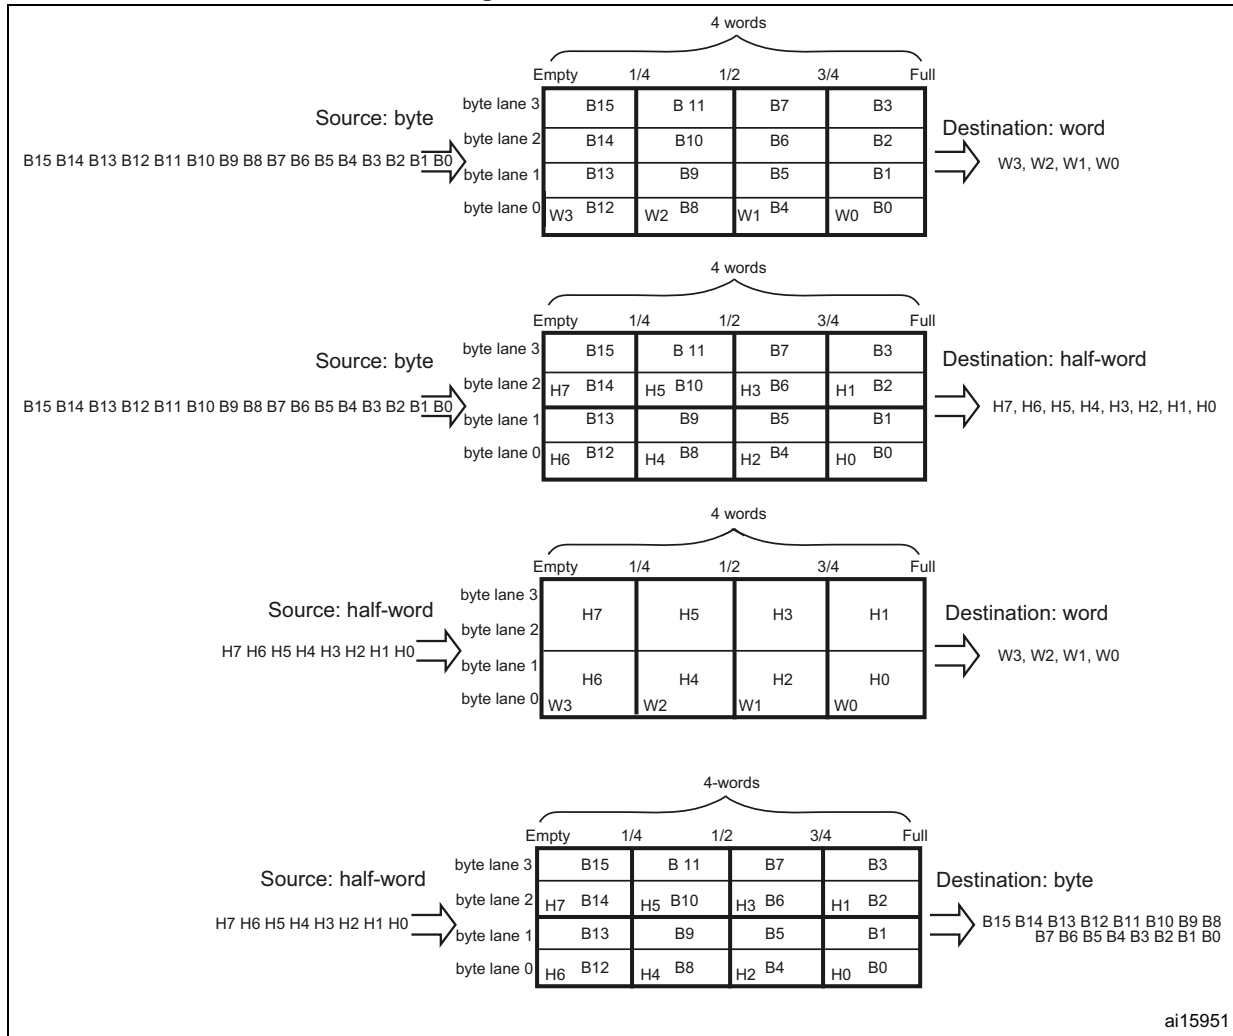 4 words
Empty 1/4 1/2 3/4 Full
Source: byte
B15 B14 B13 B12 B11 B10 B9 B8 B7 B6 B5 B4 B3 B2 B1 B0
byte lane 3 B15 B 11 B7 B3
byte lane 2 B14 B10 B6 B2
byte lane 1 B13 B9 B5 B1
byte lane 0 W3 B12 W2 B8 W1 B4 W0 B0
Destination: word
W3, W2, W1, W0
4 words
Empty 1/4 1/2 3/4 Full
Source: byte
B15 B14 B13 B12 B11 B10 B9 B8 B7 B6 B5 B4 B3 B2 B1 B0
byte lane 3 B15 B 11 B7 B3
byte lane 2 H7 B14 H5 B10 H3 B6 H1 B2
byte lane 1 B13 B9 B5 B1
byte lane 0 H6 B12 H4 B8 H2 B4 H0 B0
Destination: half-word
H7, H6, H5, H4, H3, H2, H1, H0
4 words
Empty 1/4 1/2 3/4 Full
Source: half-word
H7 H6 H5 H4 H3 H2 H1 H0
byte lane 3
H7 H5 H3 H1
byte lane 2
byte lane 1
H6 H4 H2 H0
byte lane 0 W3 W2 W1 W0
Destination: word
W3, W2, W1, W0
4-words
Empty 1/4 1/2 3/4 Full
Source: half-word
H7 H6 H5 H4 H3 H2 H1 H0
byte lane 3 B15 B 11 B7 B3
byte lane 2 H7 B14 H5 B10 H3 B6 H1 B2
byte lane 1 B13 B9 B5 B1
byte lane 0 H6 B12 H4 B8 H2 B4 H0 B0
Destination: byte
B15 B14 B13 B12 B11 B10 B9 B8
B7 B6 B5 B4 B3 B2 B1 B0
ai15951